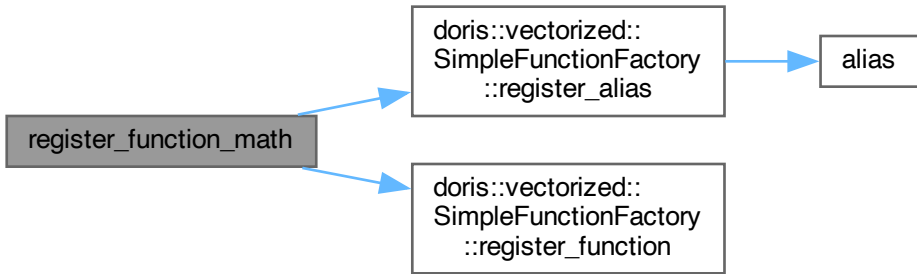 register_function_math
doris::vectorized::
SimpleFunctionFactory
::register_alias
alias
doris::vectorized::
SimpleFunctionFactory
::register_function